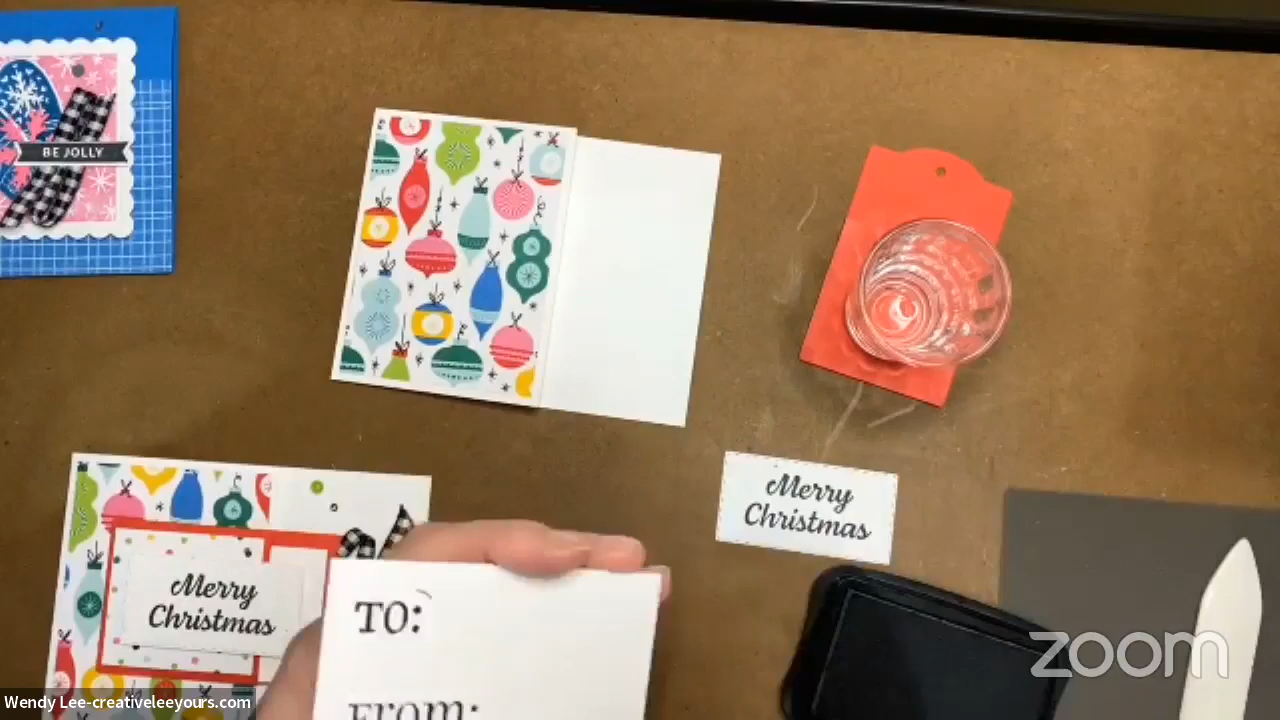 BE JOLLY
Merry
Christmas
Merry
Christmas
TO:
From:
zoom
Wendy Lee-creativeleeyours.com